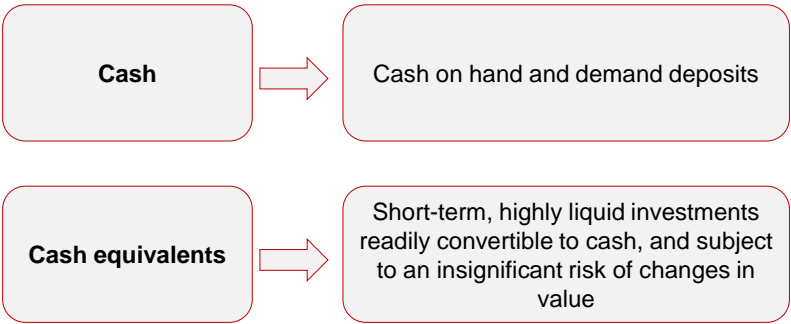 Cash
Cash on hand and demand deposits
Cash equivalents
Short-term, highly liquid investments
readily convertible to cash, and subject
to an insignificant risk of changes in
value